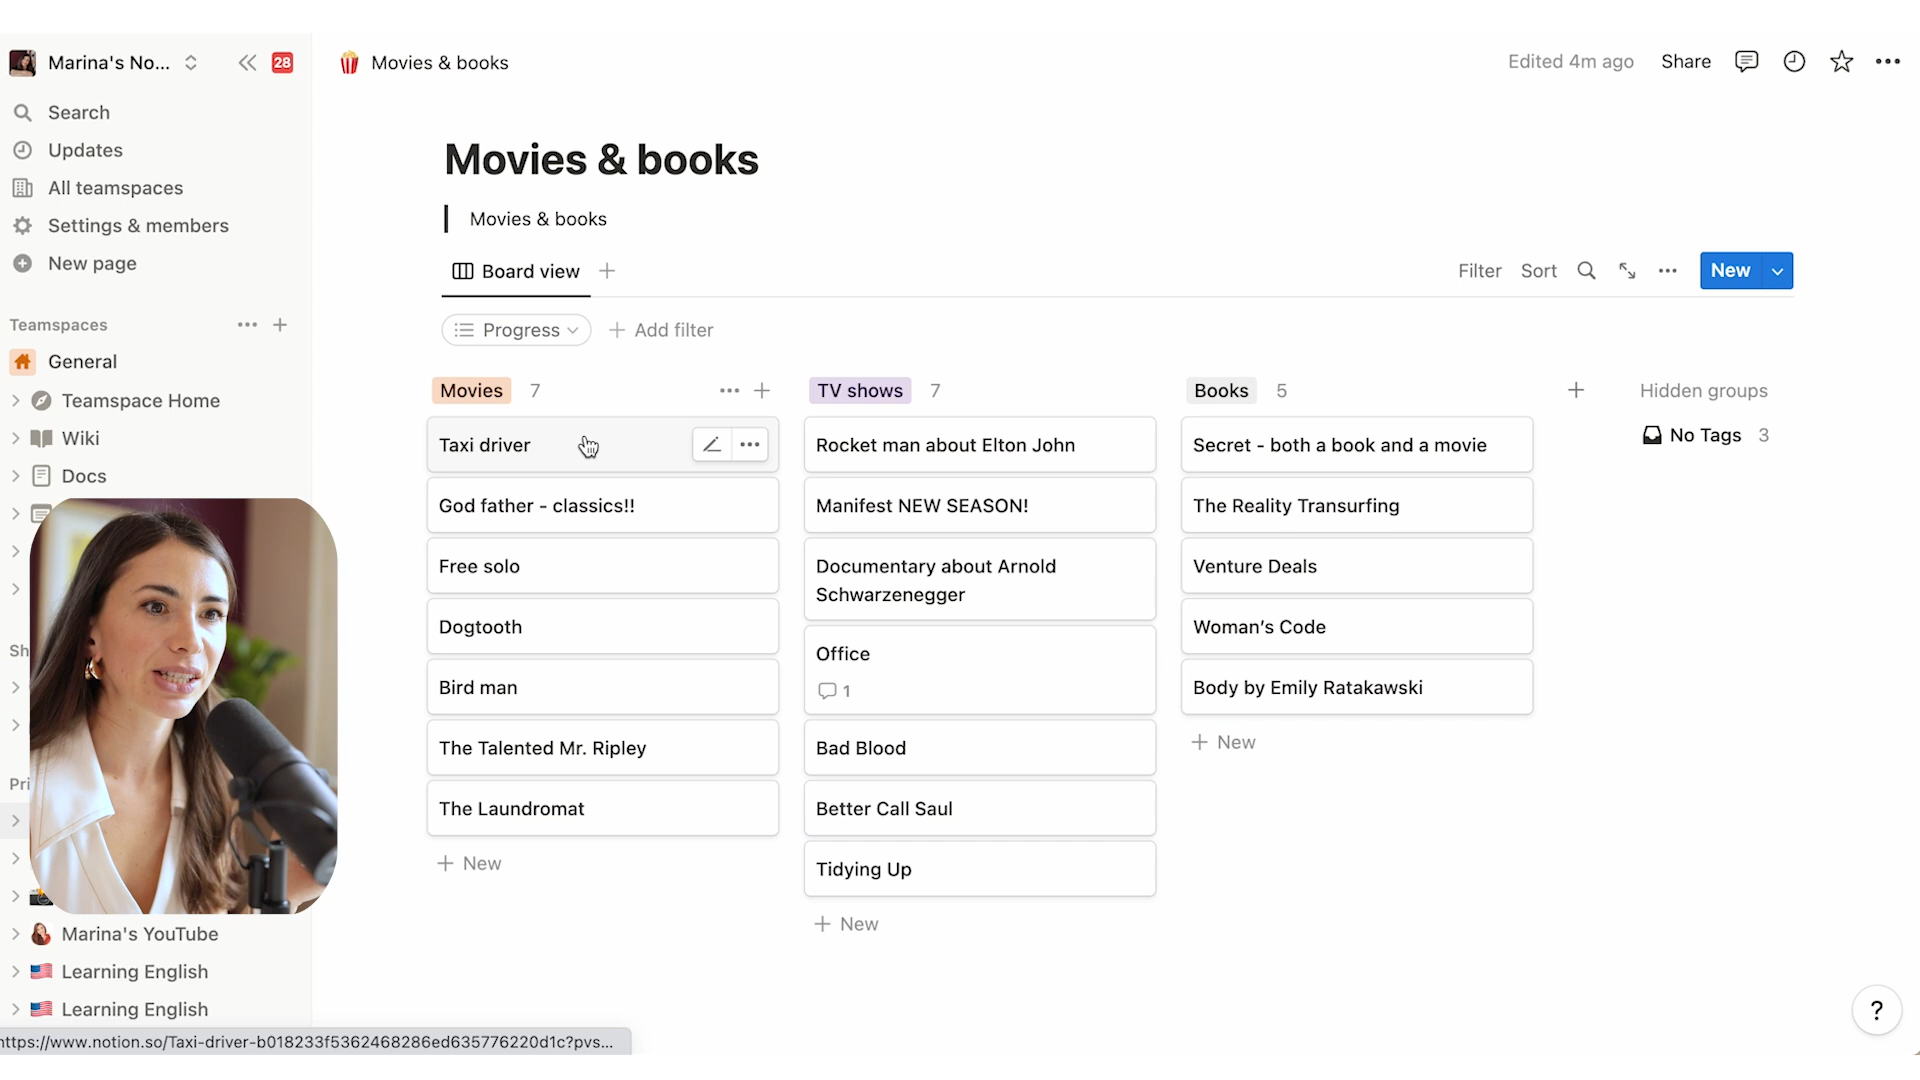 Marina's No...
28
Movies & books
Edited 4m ago
Share
Search
Updates
All teamspaces
Settings & members
New page
Teamspaces
General
Teamspace Home
Wiki
Docs
Sh
Pri
Marina's YouTube
Learning English
Learning English
https://www.notion.so/Taxi-driver-b018233f5362468286ed635776220d1c?pvs...
Movies & books
Movies & books
Board view
Filter
Sort
New
Progress
Add filter
Movies 7
Taxi driver
God father - classics!!
Free solo
Dogtooth
Bird man
The Talented Mr. Ripley
The Laundromat
New
TV shows 7
Rocket man about Elton John
Manifest NEW SEASON!
Documentary about Arnold
Schwarzenegger
Office
1
Bad Blood
Better Call Saul
Tidying Up
New
Books 5
Secret - both a book and a movie
The Reality Transurfing
Venture Deals
Woman's Code
Body by Emily Ratakawski
New
Hidden groups
No Tags 3
?